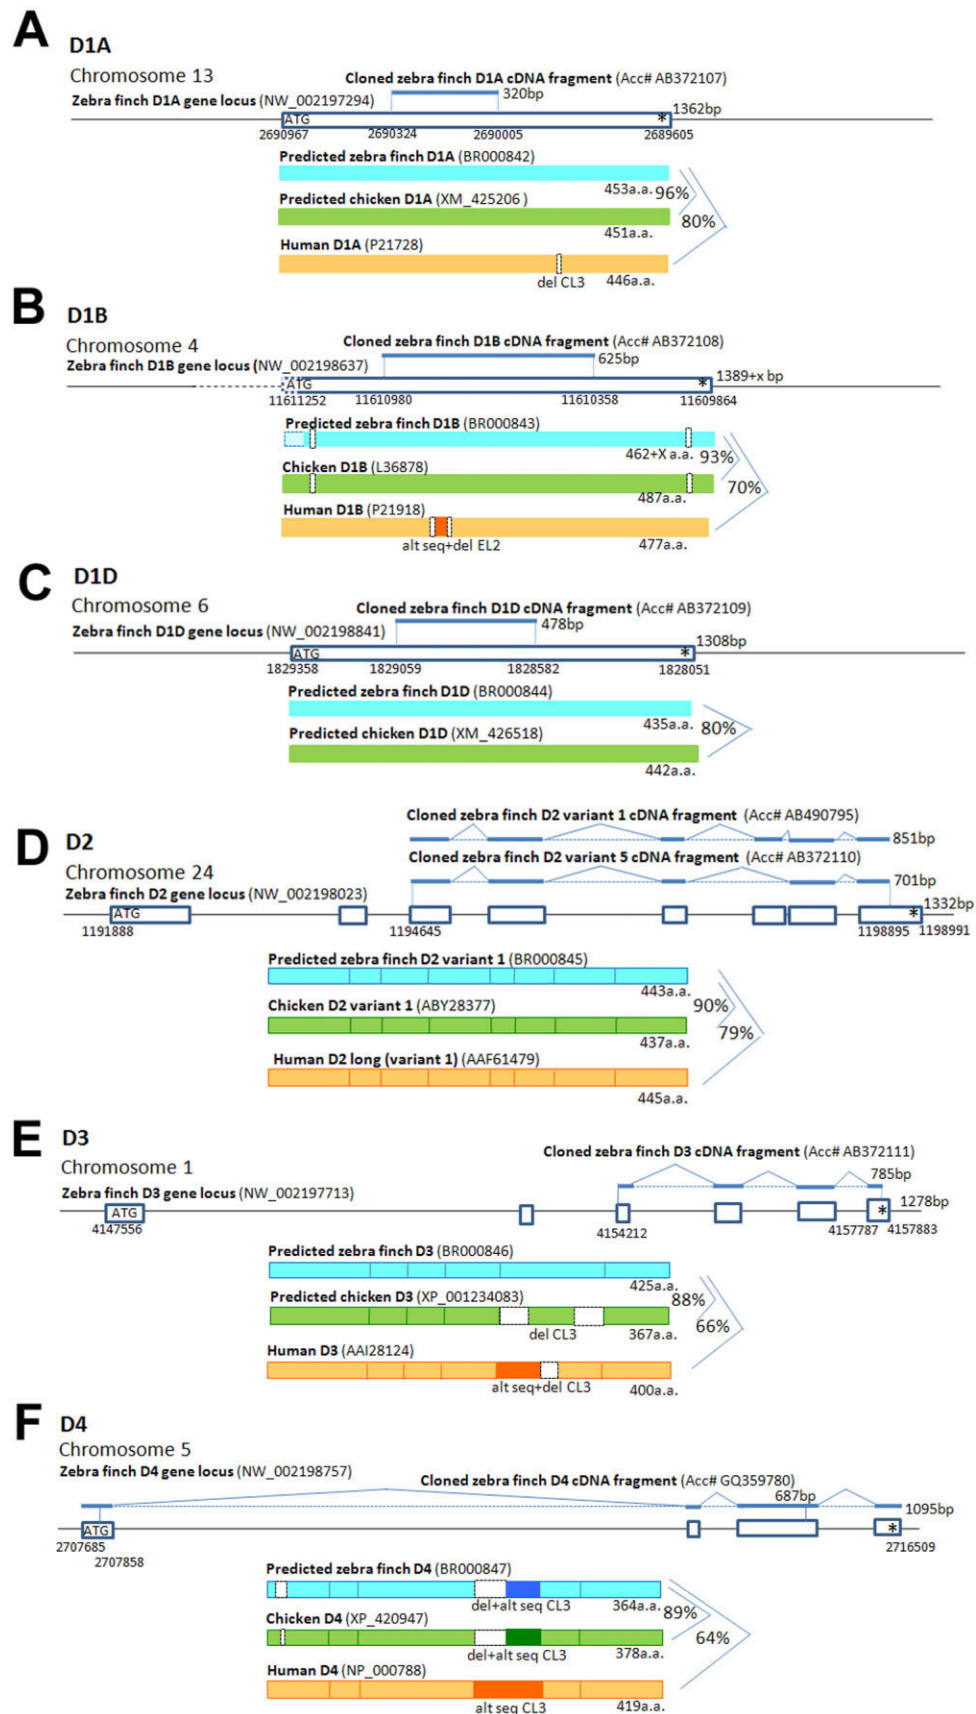 A
D1A
Chromosome 13
Cloned zebra finch D1A cDNA fragment (Acc# AB372107)
Zebra finch D1A gene locus (NW_002197294)
320bp
1362bp
ATG
*
2690967
2690324
2690005
2689605
Predicted zebra finch D1A (BR000842)
453a.a.
96%
Predicted chicken D1A (XM_425206 )
451a.a.
80%
Human D1A (P21728)
del CL3
446a.a.
B
D1B
Chromosome 4
Cloned zebra finch D1B cDNA fragment (Acc# AB372108)
Zebra finch D1B gene locus (NW_002198637)
625bp
1389+x bp
ATG
*
11611252
11610980
11610358
11609864
Predicted zebra finch D1B (BR000843)
462+X a.a.
93%
Chicken D1B (L36878)
487a.a.
70%
Human D1B (P21918)
alt seq+del EL2
477a.a.
C
D1D
Chromosome 6
Cloned zebra finch D1D cDNA fragment (Acc# AB372109)
Zebra finch D1D gene locus (NW_002198841)
478bp
1308bp
ATG
*
1829358
1829059
1828582
1828051
Predicted zebra finch D1D (BR000844)
435a.a.
80%
Predicted chicken D1D (XM_426518)
442a.a.
D
D2
Chromosome 24
Cloned zebra finch D2 variant 1 cDNA fragment (Acc# AB490795)
851bp
Cloned zebra finch D2 variant 5 cDNA fragment (Acc# AB372110)
701bp
Zebra finch D2 gene locus (NW_002198023)
1332bp
ATG
*
1191888
1194645
1198895
1198991
Predicted zebra finch D2 variant 1 (BR000845)
443a.a.
90%
Chicken D2 variant 1 (ABY28377)
437a.a.
79%
Human D2 long (variant 1) (AAF61479)
445a.a.
E
D3
Chromosome 1
Cloned zebra finch D3 cDNA fragment (Acc# AB372111)
785bp
Zebra finch D3 gene locus (NW_002197713)
1278bp
ATG
*
4147556
4154212
4157787
4157883
Predicted zebra finch D3 (BR000846)
425a.a.
88%
Predicted chicken D3 (XP_001234083)
del CL3
367a.a.
66%
Human D3 (AAI28124)
alt seq+del CL3
400a.a.
F
D4
Chromosome 5
Zebra finch D4 gene locus (NW_002198757)
Cloned zebra finch D4 cDNA fragment (Acc# GQ359780)
687bp
1095bp
ATG
*
2707685
2707858
2716509
Predicted zebra finch D4 (BR000847)
del+alt seq CL3
364a.a.
89%
Chicken D4 (XP_420947)
del+alt seq CL3
378a.a.
64%
Human D4 (NP_000788)
alt seq CL3
419a.a.